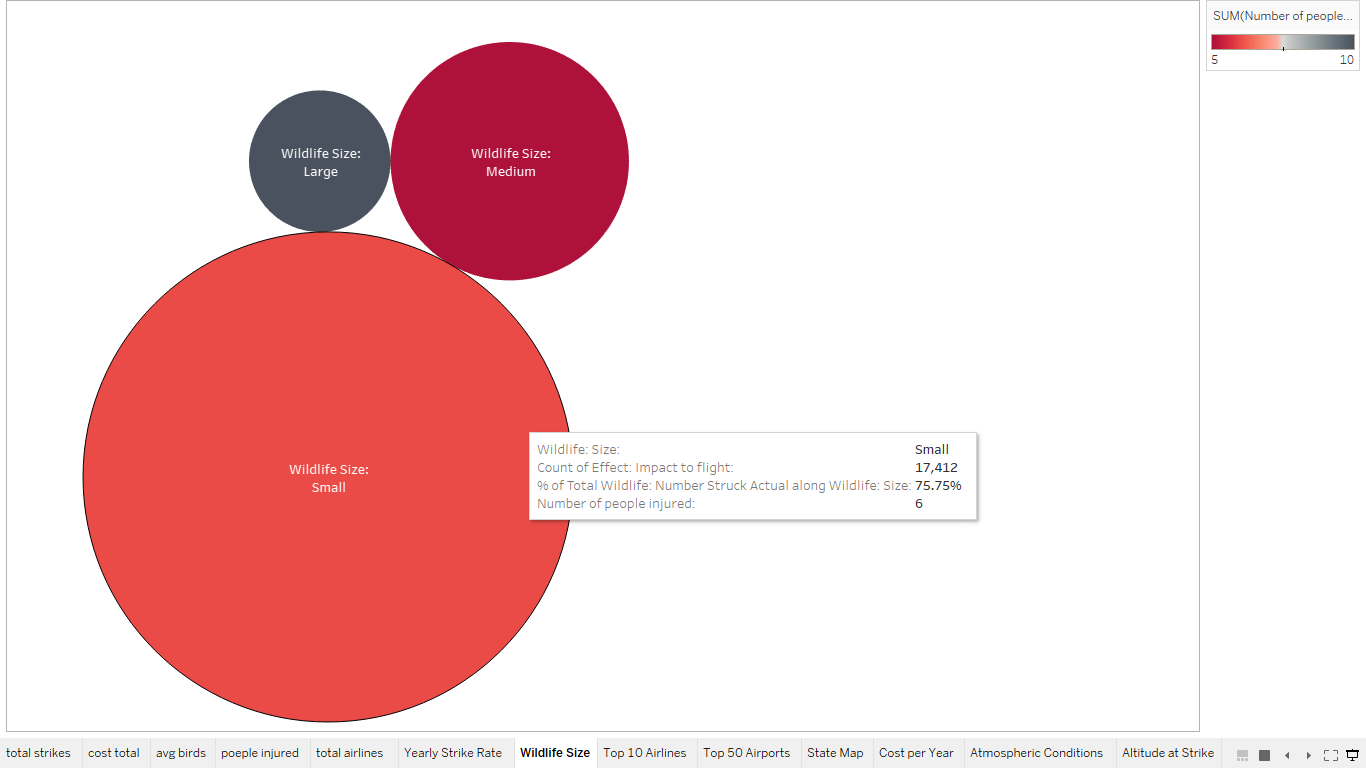 SUM(Number of people...
5 10
Wildlife Size:
Large
Wildlife Size:
Medium
Wildlife Size:
Small
Wildlife: Size: Small
Count of Effect: Impact to flight: 17,412
% of Total Wildlife: Number Struck Actual along Wildlife: Size: 75.75%
Number of people injured: 6
total strikes cost total avg birds poeple injured total airlines Yearly Strike Rate Wildlife Size Top 10 Airlines Top 50 Airports State Map Cost per Year Atmospheric Conditions Altitude at Strike